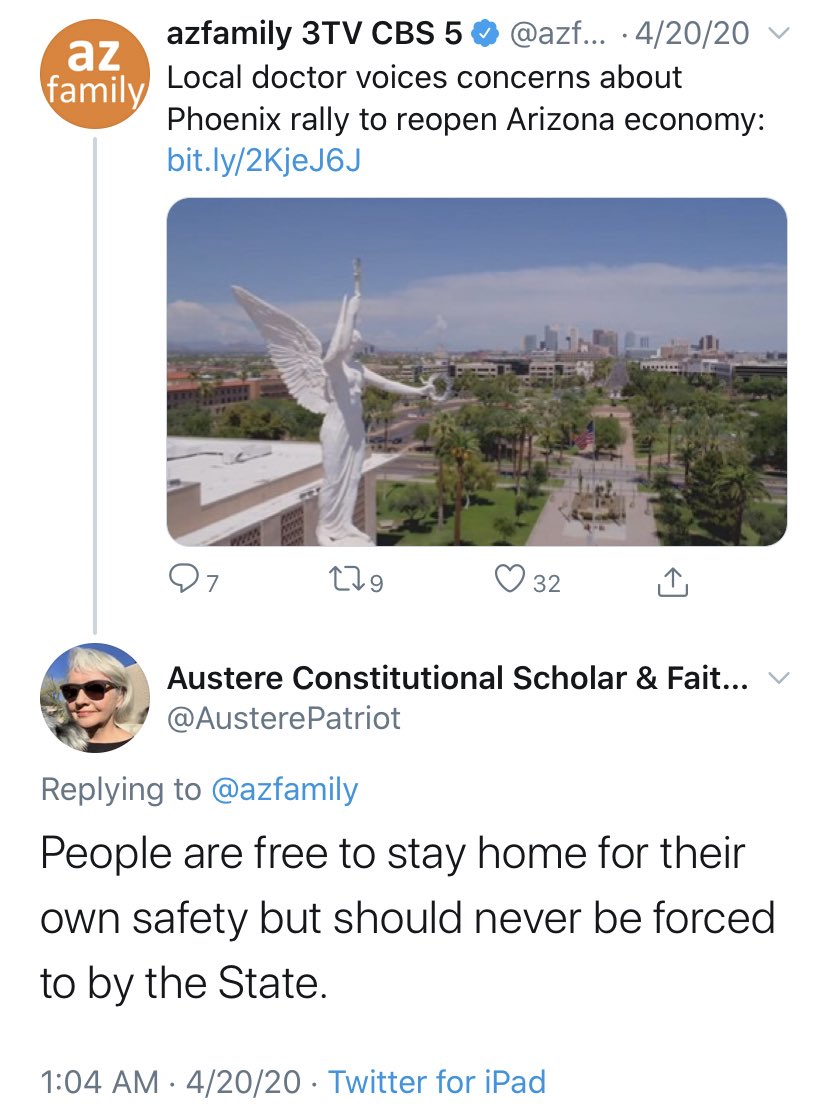 az
family
azfamily 3TV CBS 5 @azf... · 4/20/20
Local doctor voices concerns about
Phoenix rally to reopen Arizona economy:
bit.ly/2KjeJ6J
7 9 32
Austere Constitutional Scholar & Fait...
@AusterePatriot
Replying to @azfamily
People are free to stay home for their
own safety but should never be forced
to by the State.
1:04 AM · 4/20/20 · Twitter for iPad